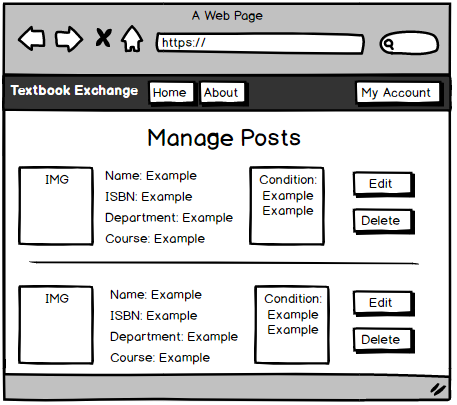 A Web Page
https://
Textbook Exchange Home About My Account
Manage Posts
IMG
Name: Example
ISBN: Example
Department: Example
Course: Example
Condition:
Example
Example
Edit
Delete
IMG
Name: Example
ISBN: Example
Department: Example
Course: Example
Condition:
Example
Example
Edit
Delete